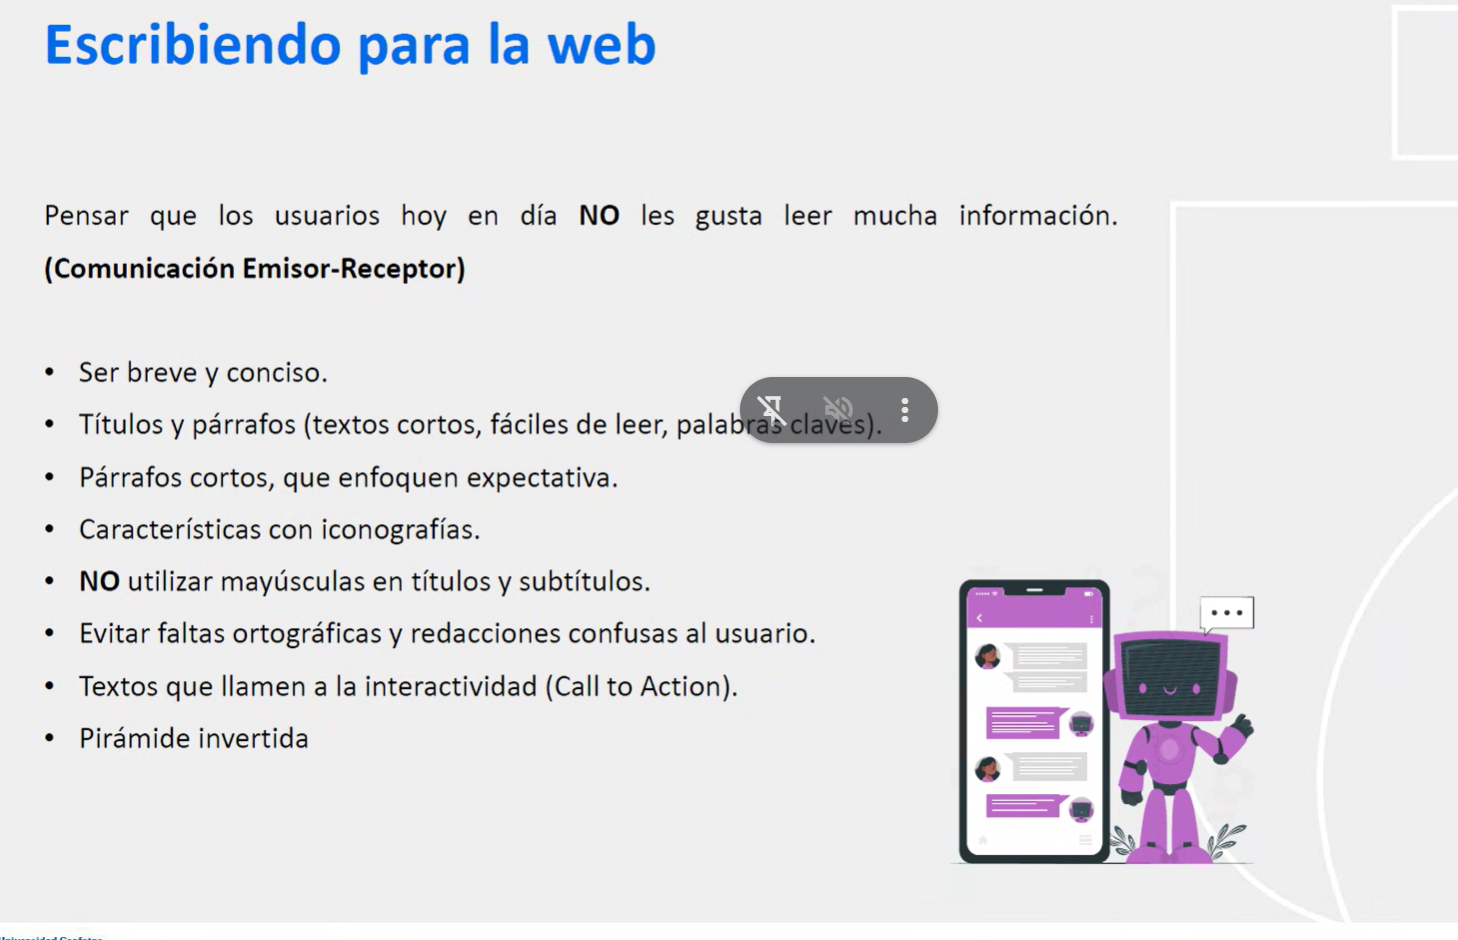 Escribiendo para la web
Pensar que los usuarios hoy en día NO les gusta leer mucha información.
(Comunicación Emisor-Receptor)
• Ser breve y conciso.
• Títulos y párrafos (textos cortos, fáciles de leer, palabras claves).
• Párrafos cortos, que enfoquen expectativa.
• Características con iconografías.
• NO utilizar mayúsculas en títulos y subtítulos.
• Evitar faltas ortográficas y redacciones confusas al usuario.
• Textos que llamen a la interactividad (Call to Action).
• Pirámide invertida